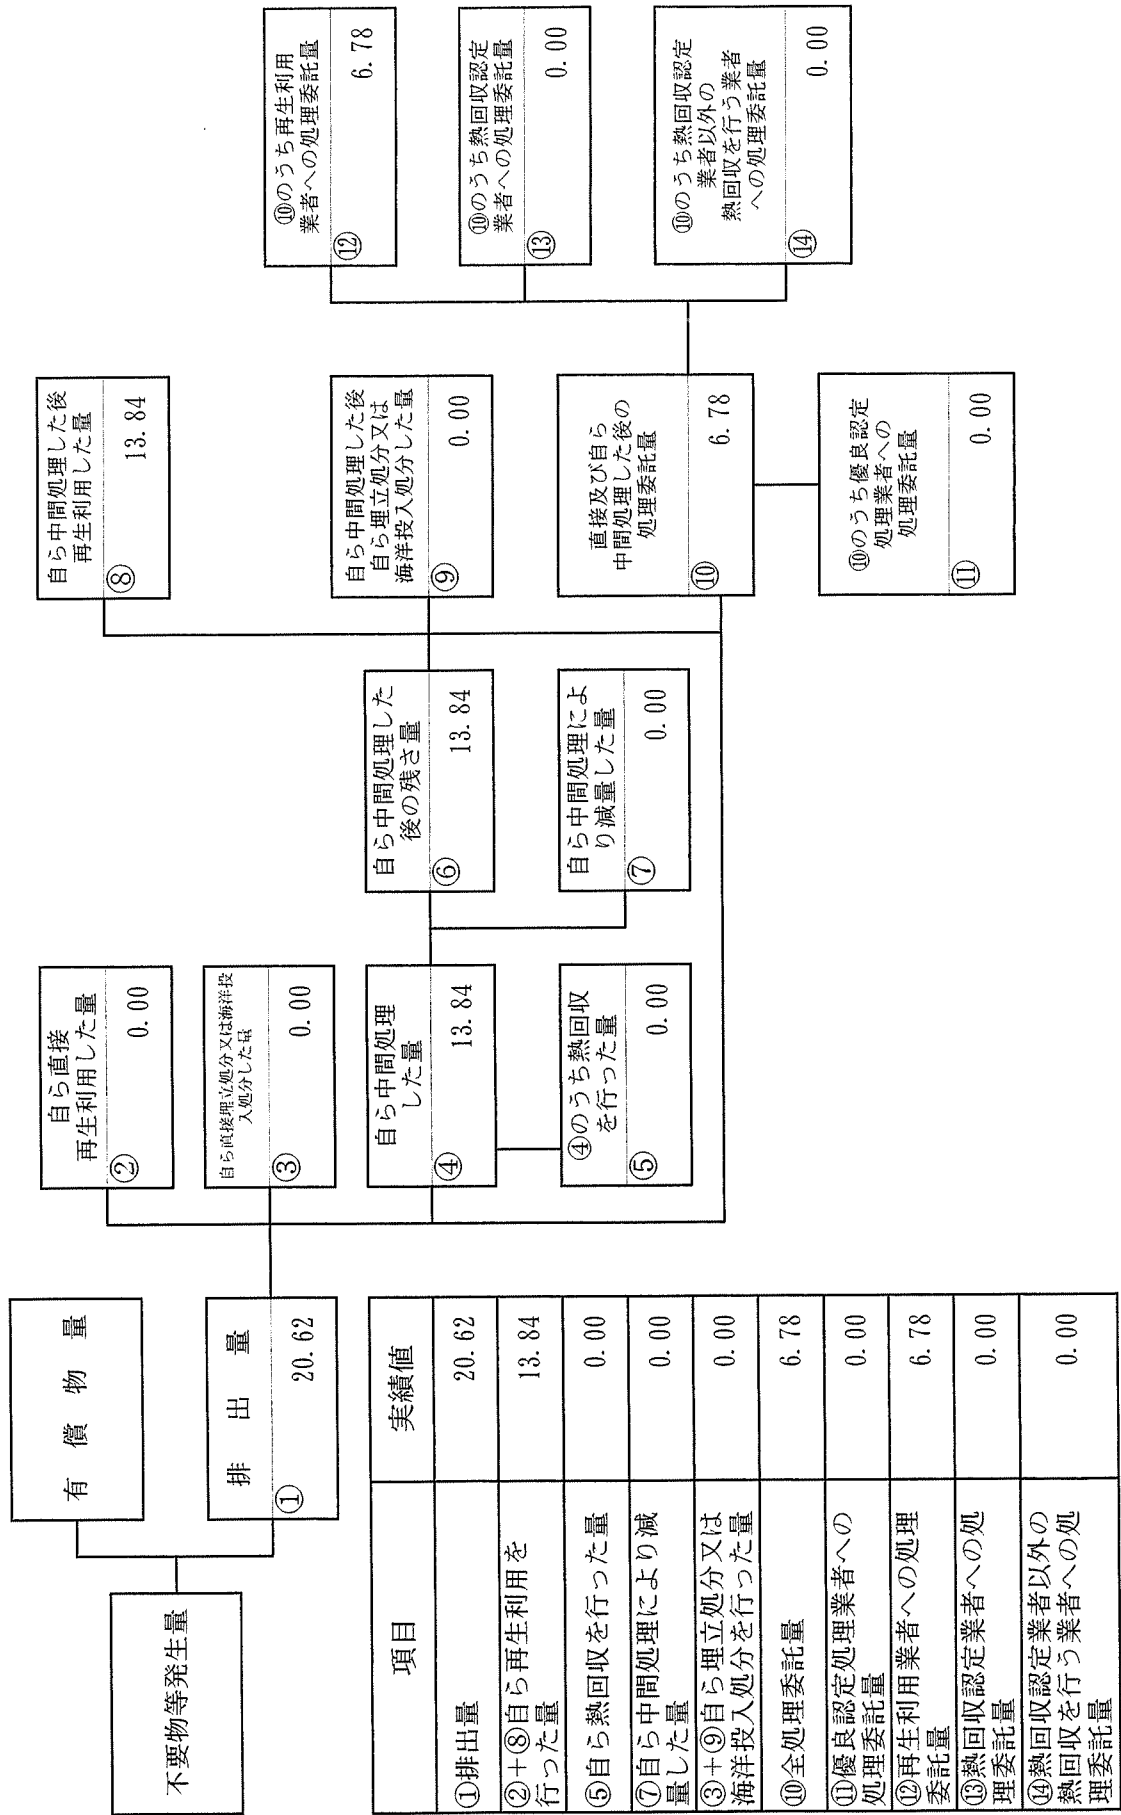 不要物等発生量
有 償 物 量
排 出 量
① 20.62
自ら直接
再生利用した量
② 0.00
自ら直接埋立処分又は海洋投
入処分した量
③ 0.00
自ら中間処理
した量
④ 13.84
④のうち熱回収
を行った量
⑤ 0.00
自ら中間処理した
後の残さ量
⑥ 13.84
自ら中間処理によ
り減量した量
⑦ 0.00
自ら中間処理した後
再生利用した量
⑧ 13.84
自ら中間処理した後
自ら埋立処分又は
海洋投入処分した量
⑨ 0.00
直接及び自ら
中間処理した後の
処理委託量
⑩ 6.78
⑩のうち優良認定
処理業者への
処理委託量
⑪ 0.00
⑩のうち再生利用
業者への処理委託量
⑫ 6.78
⑩のうち熱回収認定
業者への処理委託量
⑬ 0.00
⑩のうち熱回収認定
業者以外の
熱回収を行う業者
への処理委託量
⑭ 0.00
項目 実績値
①排出量 20.62
②+⑧自ら再生利用を
行った量 13.84
⑤自ら熱回収を行った量 0.00
⑦自ら中間処理により減
量した量 0.00
③+⑨自ら埋立処分又は
海洋投入処分を行った量 0.00
⑩全処理委託量 6.78
⑪優良認定処理業者への
処理委託量 0.00
⑫再生利用業者への処理
委託量 6.78
⑬熱回収認定業者への処
理委託量 0.00
⑭熱回収認定業者以外の
熱回収を行う業者への処
理委託量 0.00